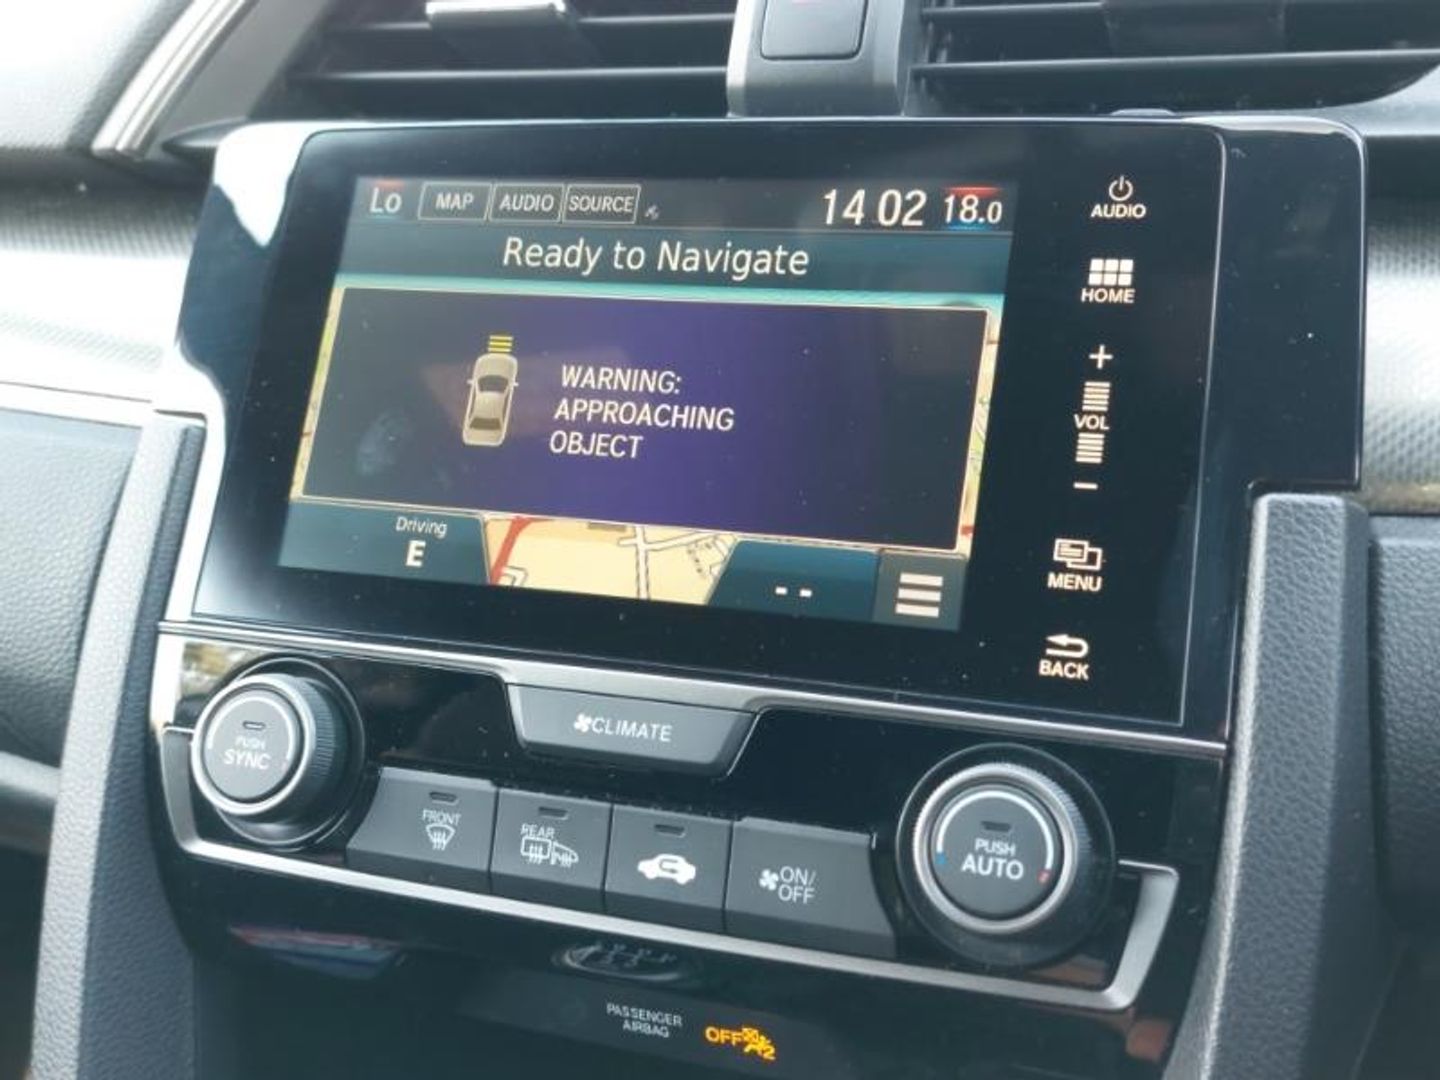 Lo MAP AUDIO SOURCE 14 02 18.0
Ready to Navigate
WARNING:
APPROACHING
OBJECT
Driving
E
--
AUDIO
HOME
+
VOL
-
MENU
BACK
CLIMATE
PUSH
SYNC
FRONT
REAR
ON/
OFF
PUSH
AUTO
PASSENGER
AIRBAG
OFF 2